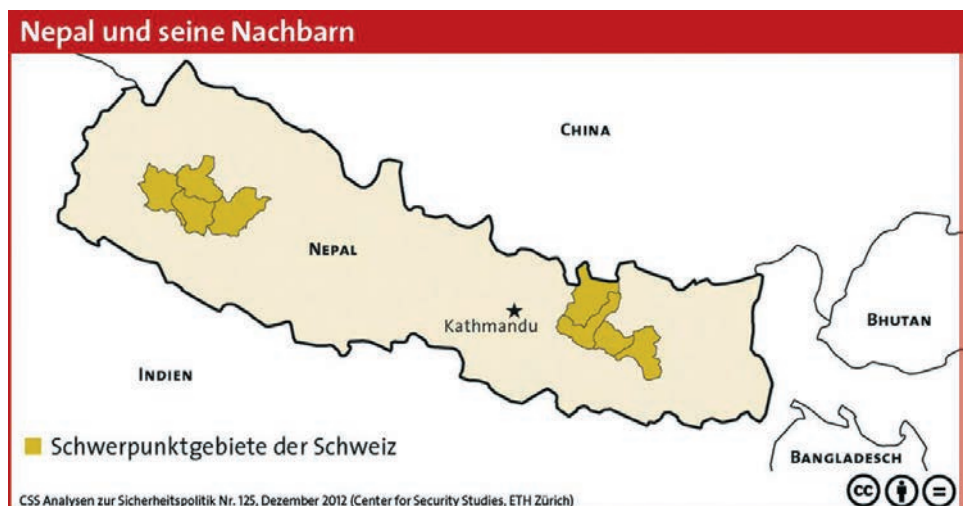 Nepal und seine Nachbarn
China
Nepal
Kathmandu
Bhutan
Indien
Schwerpunktgebiete der Schweiz
Bangladesch
CSS Analysen zur Sicherheitspolitik Nr. 125, Dezember 2012 (Center for Security Studies, ETH Zürich)
cc